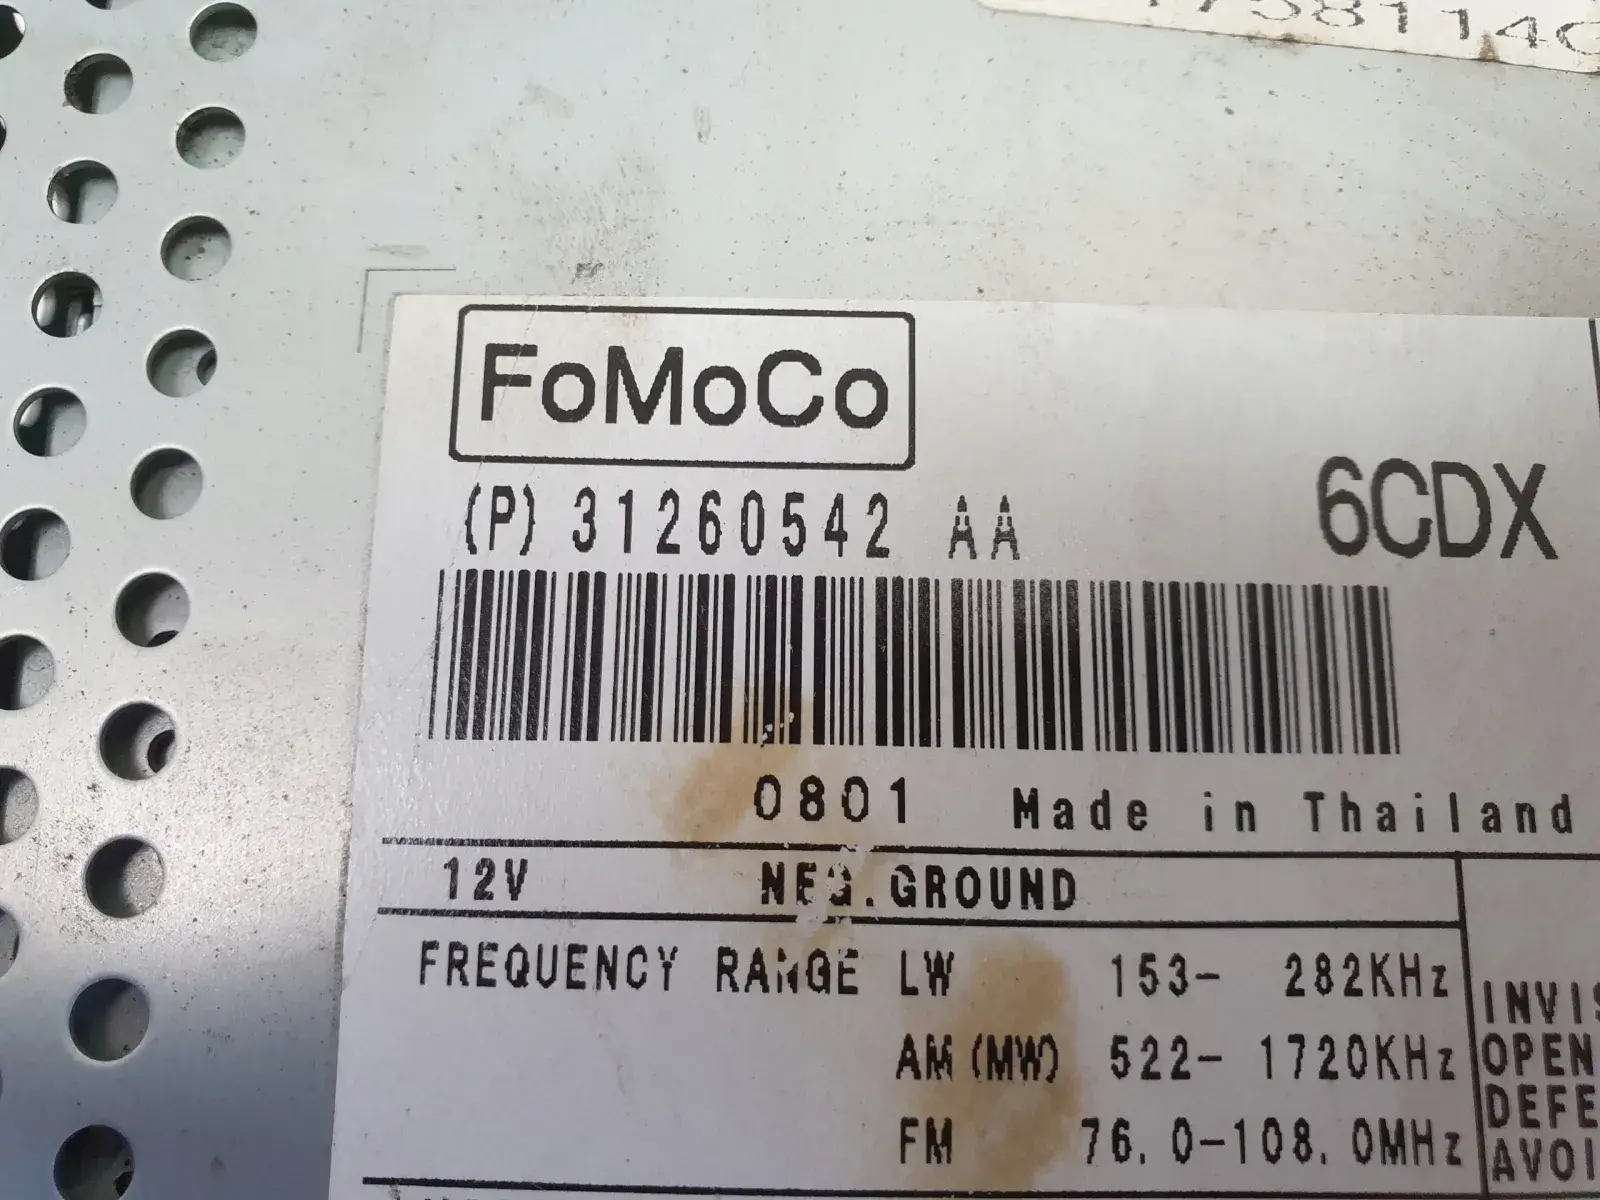 FoMoCo
(P) 31260542 AA 6CDX
0801 Made in Thailand
12V NEG.GROUND
FREQUENCY RANGE LW 153- 282KHz
AM (MW) 522- 1720KHz
FM 76.0-108.0MHz
OPEN